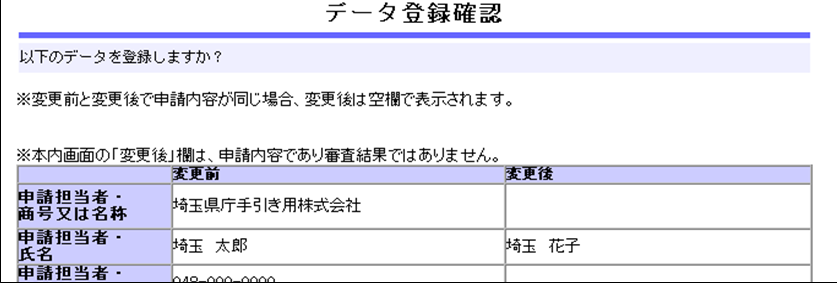 データ登録確認
以下のデータを登録しますか？
※変更前と変更後で申請内容が同じ場合、変更後は空欄で表示されます。
※本内画面の「変更後」欄は、申請内容であり審査結果ではありません。
変更前 変更後
申請担当者・
商号又は名称 埼玉県庁手引き用株式会社
申請担当者・
氏名 埼玉　太郎 埼玉　花子
申請担当者・
048-000-0000